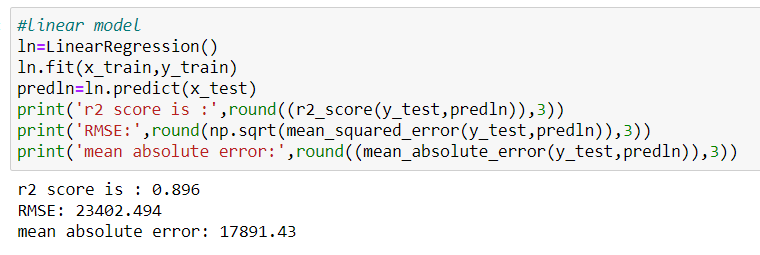 #linear model
ln=LinearRegression()
ln.fit(x_train,y_train)
predln=ln.predict(x_test)
print('r2 score is :',round((r2_score(y_test,predln)),3))
print('RMSE:',round(np.sqrt(mean_squared_error(y_test,predln)),3))
print('mean absolute error:',round((mean_absolute_error(y_test,predln)),3))
r2 score is : 0.896
RMSE: 23402.494
mean absolute error: 17891.43